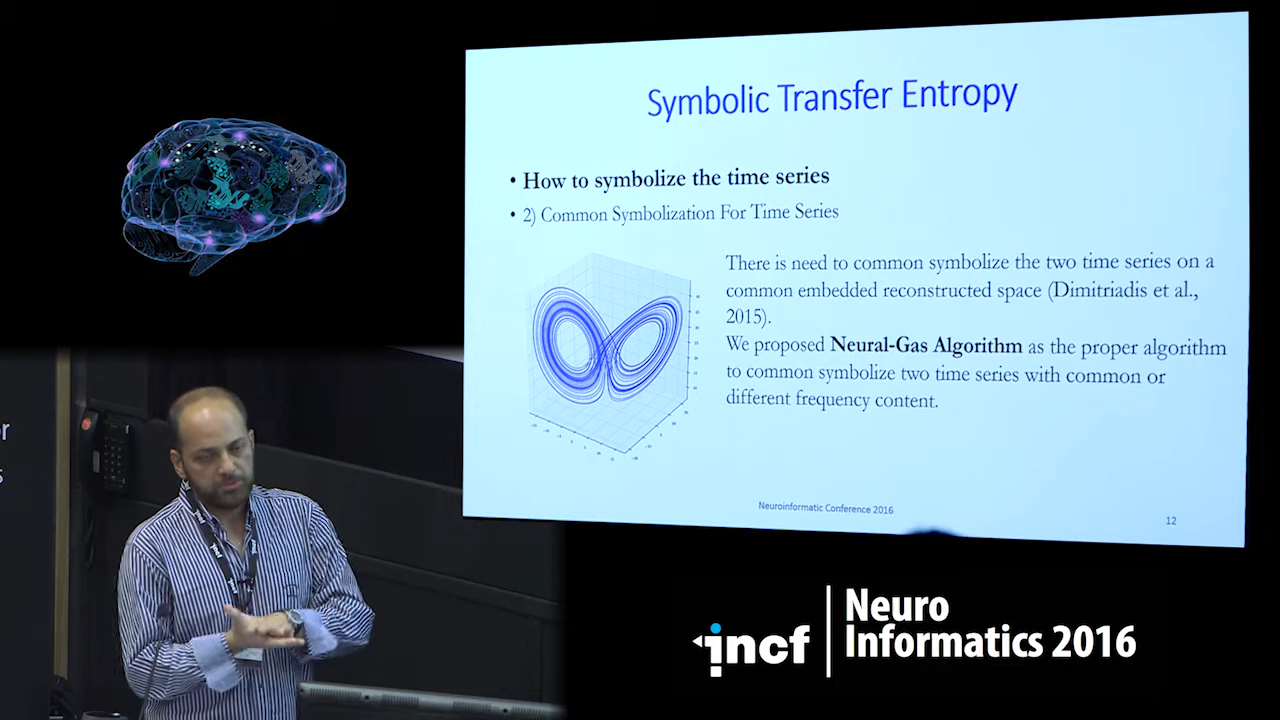 Symbolic Transfer Entropy
• How to symbolize the time series
• 2) Common Symbolization For Time Series
There is need to common symbolize the two time series on a
common embedded reconstructed space (Dimitriadis et al.,
2015).
We proposed Neural-Gas Algorithm as the proper algorithm
to common symbolize two time series with common or
different frequency content.
Neuroinformatic Conference 2016
12
or
s
incf
incf
Neuro
Informatics 2016